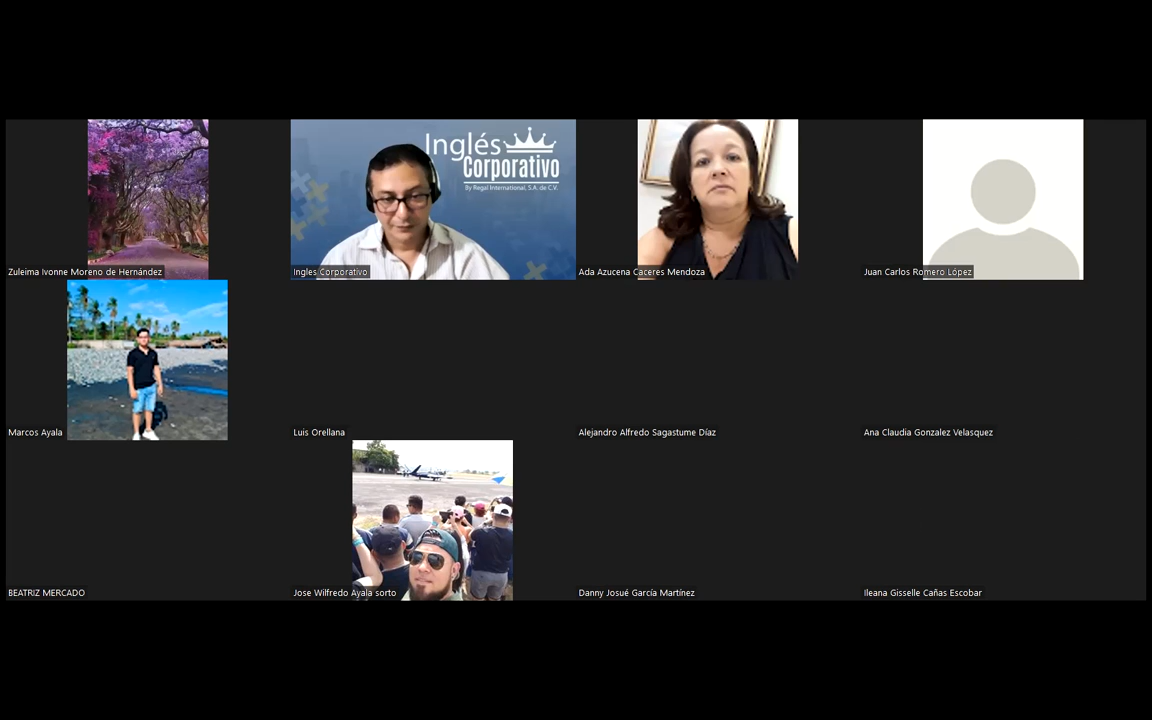 Inglés
Corporativo
By Regal International, S.A. de C.V.
Zuleima Ivonne Moreno de Hernández
Ingles Corporativo
Ada Azucena Caceres Mendoza
Juan Carlos Romero López
Marcos Ayala
Luis Orellana
Alejandro Alfredo Sagastume Díaz
Ana Claudia Gonzalez Velasquez
BEATRIZ MERCADO
Jose Wilfredo Ayala sorto
Danny Josué García Martínez
Ileana Gisselle Cañas Escobar